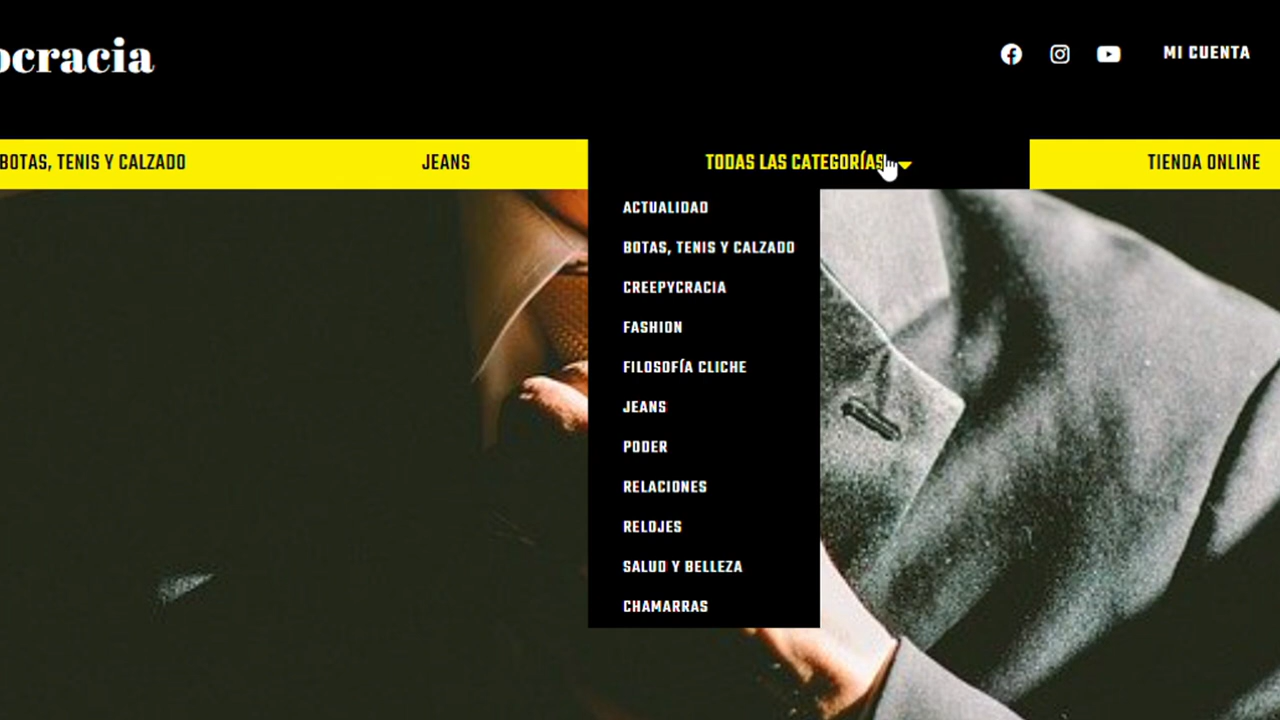 ocracia
MI CUENTA
BOTAS, TENIS Y CALZADO
JEANS
TODAS LAS CATEGORÍAS
TIENDA ONLINE
ACTUALIDAD
BOTAS, TENIS Y CALZADO
CREEPYCRACIA
FASHION
FILOSOFÍA CLICHE
JEANS
PODER
RELACIONES
RELOJES
SALUD Y BELLEZA
CHAMARRAS